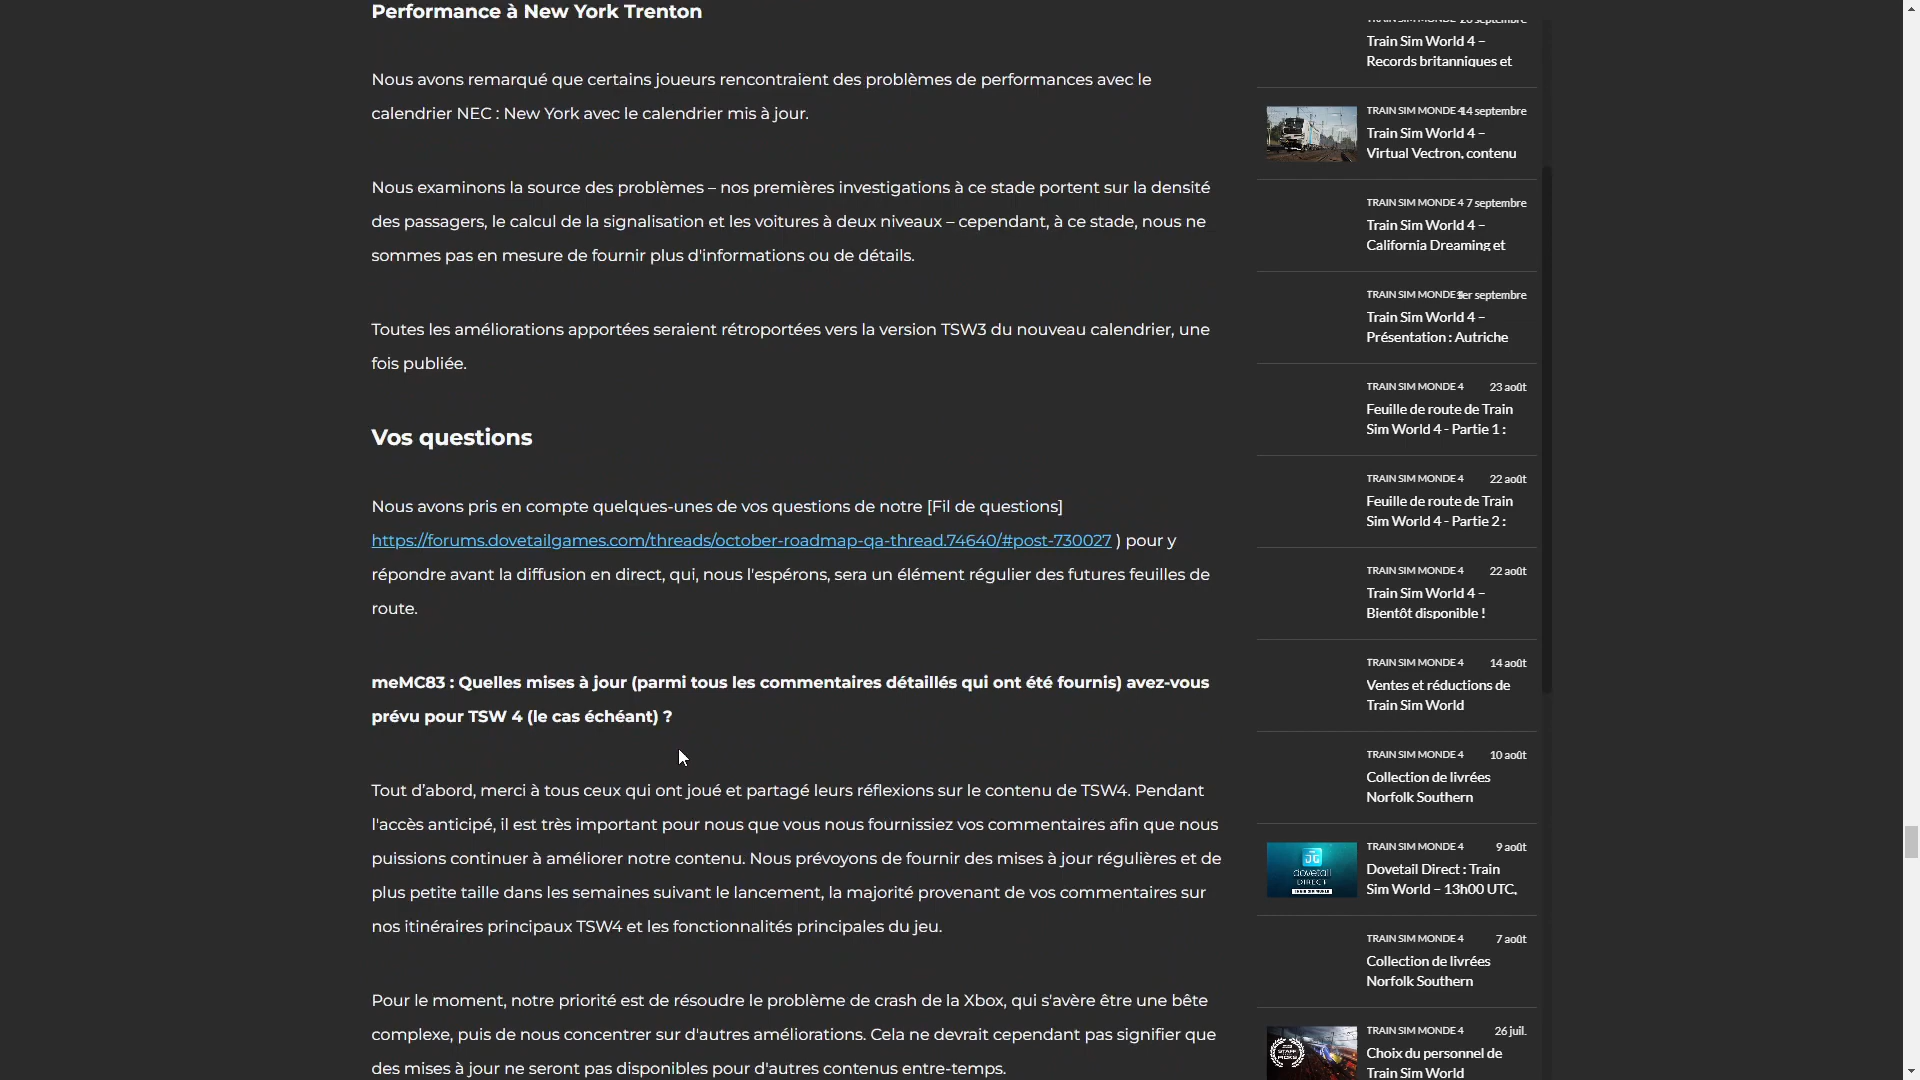 Performance à New York Trenton
Nous avons remarqué que certains joueurs rencontraient des problèmes de performances avec le
calendrier NEC : New York avec le calendrier mis à jour.
Nous examinons la source des problèmes – nos premières investigations à ce stade portent sur la densité
des passagers, le calcul de la signalisation et les voitures à deux niveaux – cependant, à ce stade, nous ne
sommes pas en mesure de fournir plus d'informations ou de détails.
Toutes les améliorations apportées seraient rétroportées vers la version TSW3 du nouveau calendrier, une
fois publiée.
Vos questions
Nous avons pris en compte quelques-unes de vos questions de notre [Fil de questions]
https://forums.dovetailgames.com/threads/october-roadmap-qa-thread.74640/#post-730027 ) pour y
répondre avant la diffusion en direct, qui, nous l'espérons, sera un élément régulier des futures feuilles de
route.
meMC83 : Quelles mises à jour (parmi tous les commentaires détaillés qui ont été fournis) avez-vous
prévu pour TSW 4 (le cas échéant) ?
Tout d’abord, merci à tous ceux qui ont joué et partagé leurs réflexions sur le contenu de TSW4. Pendant
l'accès anticipé, il est très important pour nous que vous nous fournissiez vos commentaires afin que nous
puissions continuer à améliorer notre contenu. Nous prévoyons de fournir des mises à jour régulières et de
plus petite taille dans les semaines suivant le lancement, la majorité provenant de vos commentaires sur
nos itinéraires principaux TSW4 et les fonctionnalités principales du jeu.
Pour le moment, notre priorité est de résoudre le problème de crash de la Xbox, qui s'avère être une bête
complexe, puis de nous concentrer sur d'autres améliorations. Cela ne devrait cependant pas signifier que
des mises à jour ne seront pas disponibles pour d'autres contenus entre-temps.
TRAIN SIM MONDE 4 20 septembre
Train Sim World 4 –
Records britanniques et
TRAIN SIM MONDE 4 14 septembre
Train Sim World 4 –
Virtual Vectron, contenu
TRAIN SIM MONDE 4 7 septembre
Train Sim World 4 –
California Dreaming et
TRAIN SIM MONDE 1er septembre
Train Sim World 4 –
Présentation : Autriche
TRAIN SIM MONDE 4 23 août
Feuille de route de Train
Sim World 4 - Partie 1 :
TRAIN SIM MONDE 4 22 août
Feuille de route de Train
Sim World 4 - Partie 2 :
TRAIN SIM MONDE 4 22 août
Train Sim World 4 –
Bientôt disponible !
TRAIN SIM MONDE 4 14 août
Ventes et réductions de
Train Sim World
TRAIN SIM MONDE 4 10 août
Collection de livrées
Norfolk Southern
TRAIN SIM MONDE 4 9 août
Dovetail Direct : Train
Sim World – 13h00 UTC,
dovetail
DIRECT
TRAIN SIM WORLD
TRAIN SIM MONDE 4 7 août
Collection de livrées
Norfolk Southern
TRAIN SIM MONDE 4 26 juil.
Choix du personnel de
Train Sim World
STAFF
PICKS